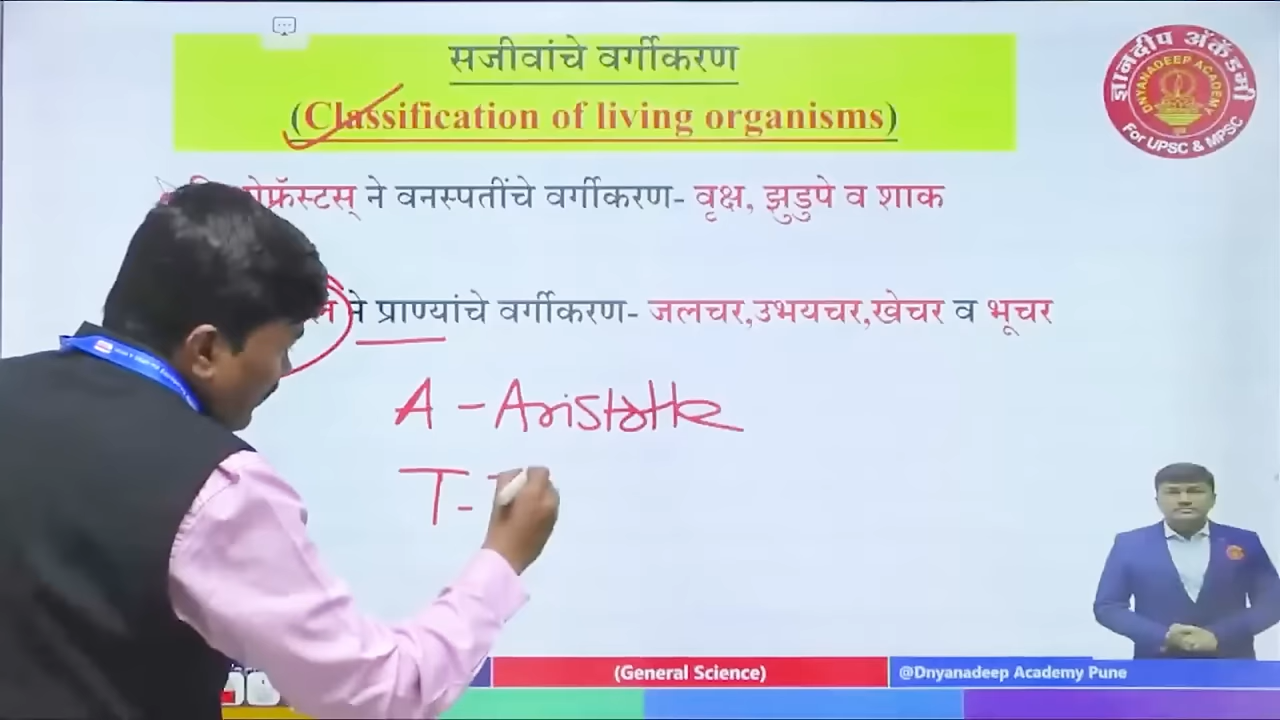 सजीवांचे वर्गीकरण
(Classification of living organisms)
ज्ञानदीप अ‍ॅकॅडमी
DNYANADEEP ACADEMY
For UPSC & MPSC
ने वनस्पतींचे वर्गीकरण- वृक्ष, झुडुपे व शाक
ने प्राण्यांचे वर्गीकरण- जलचर,उभयचर,खेचर व भूचर
A - Aristotle
T-
(General Science)
@Dnyanadeep Academy Pune